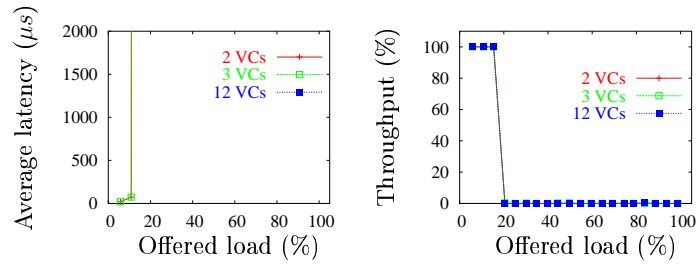 Average latency (μs)
2000
1500
1000
500
0
2 VCs
3 VCs
12 VCs
0 20 40 60 80 100
Offered load (%)
Throughput (%)
100
80
60
40
20
0
2 VCs
3 VCs
12 VCs
0 20 40 60 80 100
Offered load (%)